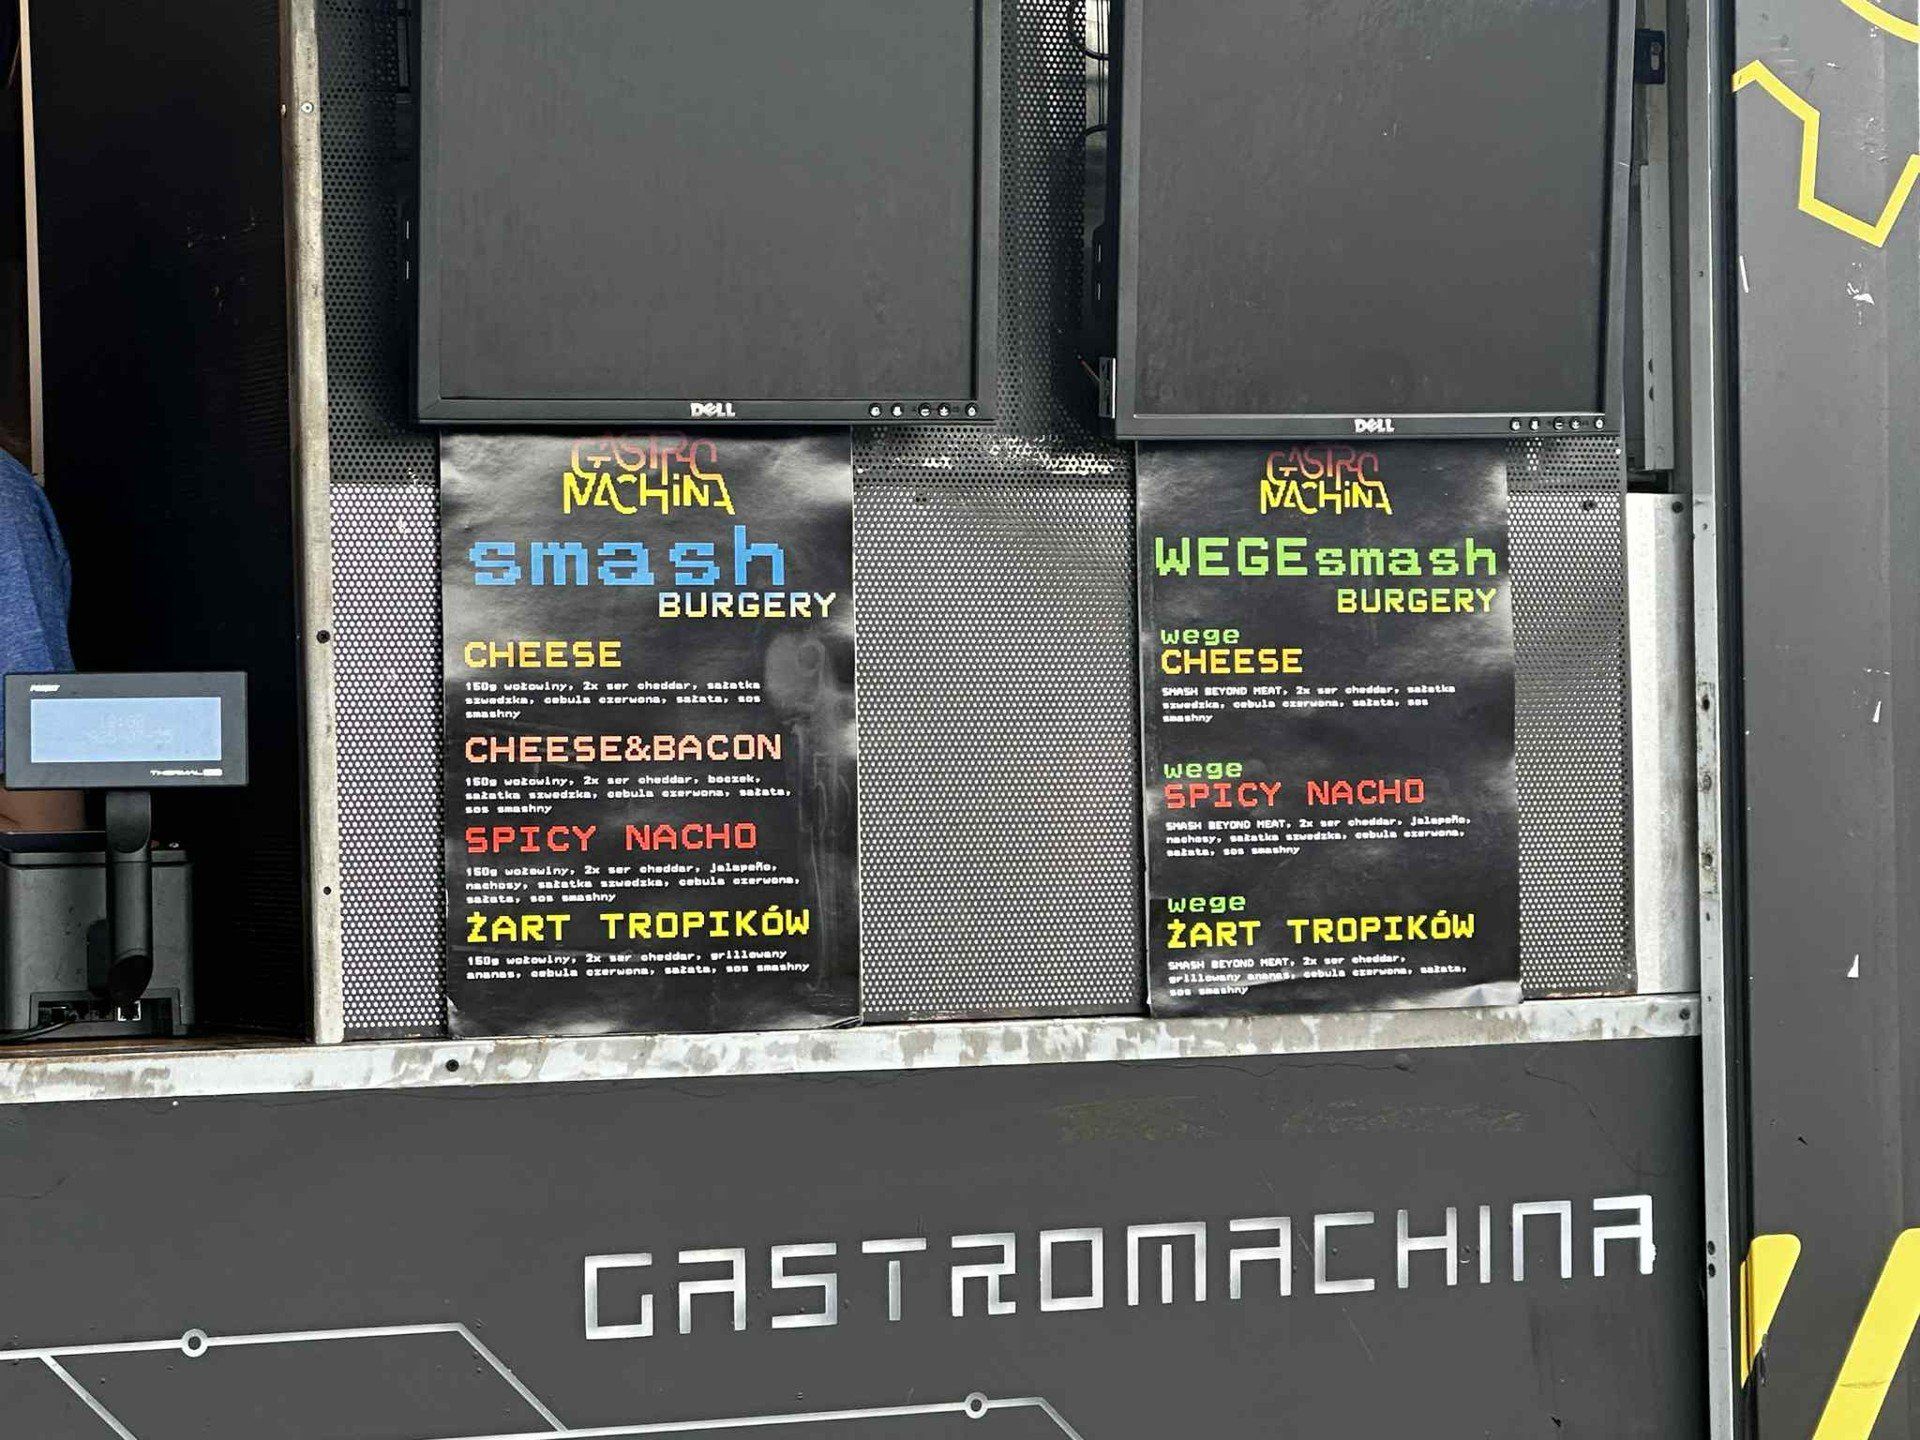 DELL
DELL
GASTRO
MACHINA
smash
BURGERY
CHEESE
150g wołowiny, 2x ser cheddar, sałatka
szwedzka, cebula czerwona, sałata, sos
smashny
CHEESE&BACON
150g wołowiny, 2x ser cheddar, boczek,
sałatka szwedzka, cebula czerwona, sałata,
sos smashny
SPICY NACHO
150g wołowiny, 2x ser cheddar, jalapeño,
nachosy, sałatka szwedzka, cebula czerwona,
sałata, sos smashny
ŻART TROPIKÓW
150g wołowiny, 2x ser cheddar, grillowany
ananas, cebula czerwona, sałata, sos smashny
GASTRO
MACHINA
WEGEsmash
BURGERY
wege
CHEESE
SMASH BEYOND MEAT, 2x ser cheddar, sałatka
szwedzka, cebula czerwona, sałata, sos
smashny
wege
SPICY NACHO
SMASH BEYOND MEAT, 2x ser cheddar, jalapeño,
nachosy, sałatka szwedzka, cebula czerwona,
sałata, sos smashny
wege
ŻART TROPIKÓW
SMASH BEYOND MEAT, 2x ser cheddar,
grillowany ananas, cebula czerwona, sałata,
sos smashny
THERMAL
GASTROMACHINA